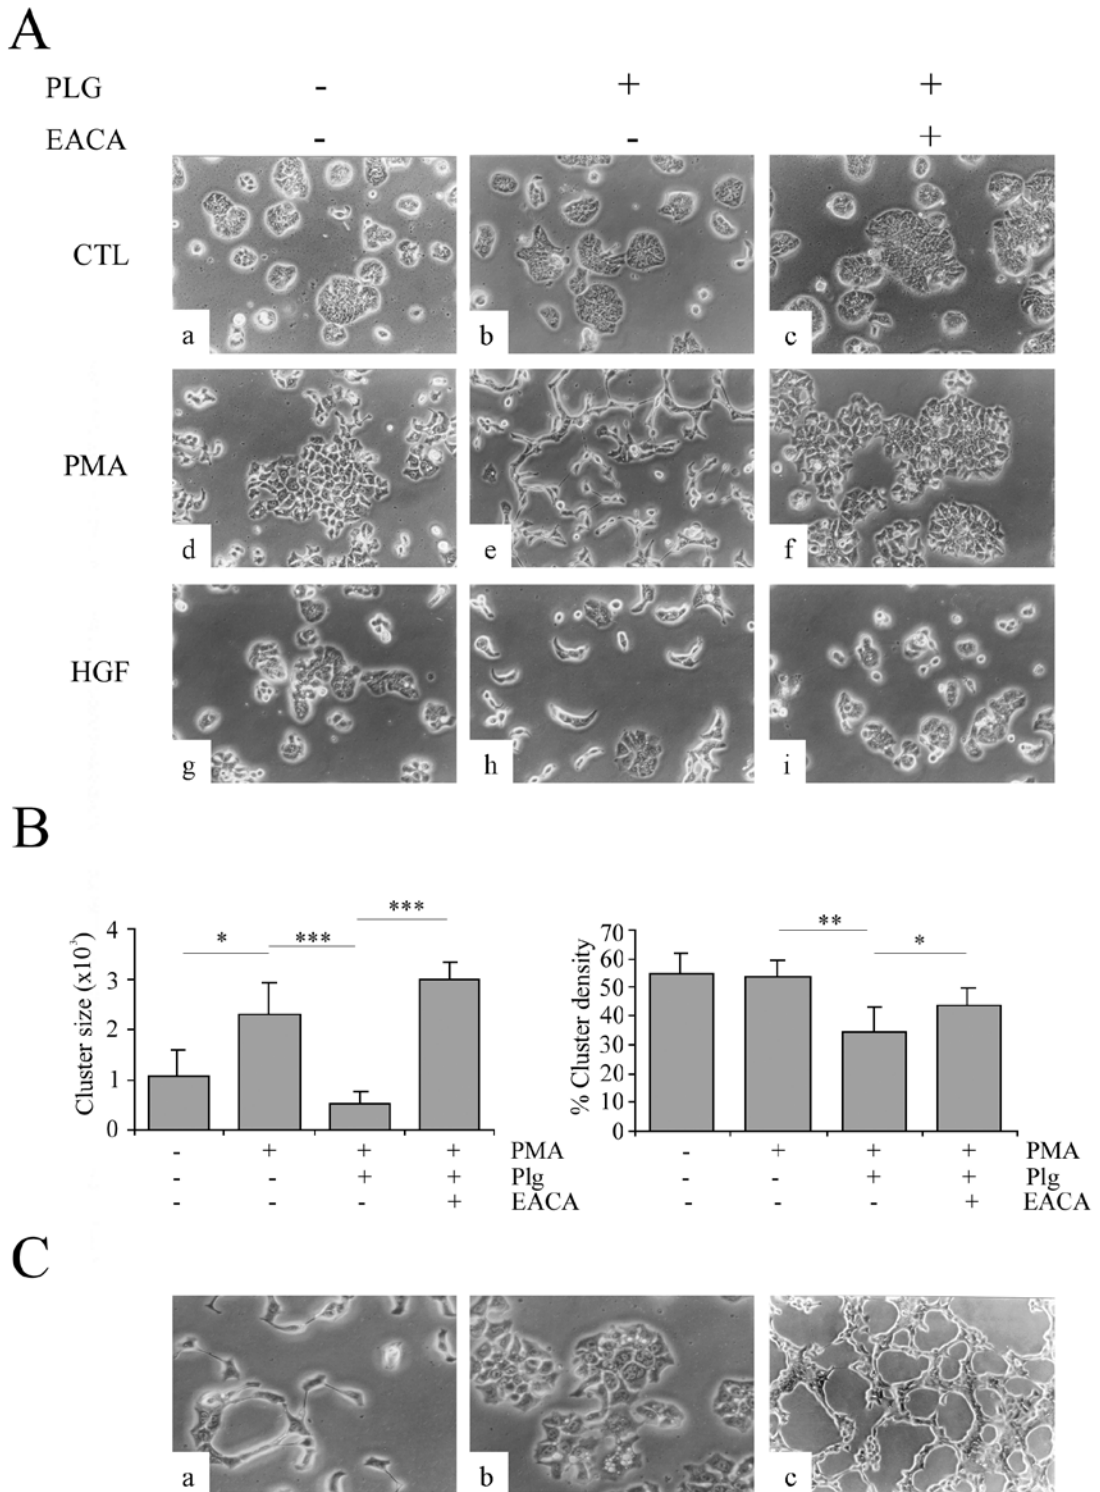 A
PLG - + +
EACA - - +
CTL
a b c
PMA
d e f
HGF
g h i
B
Cluster size (x10³)
4
3
2
1
0
* *** ***
- + + + PMA
- - + + Plg
- - - + EACA
% Cluster density
70
60
50
40
30
20
10
0
** *
- + + + PMA
- - + + Plg
- - - + EACA
C
a b c